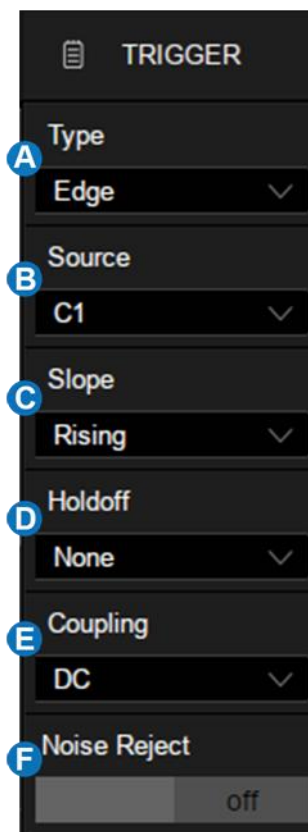 TRIGGER
Type
A
Edge
Source
B
C1
Slope
C
Rising
Holdoff
D
None
Coupling
E
DC
Noise Reject
F
off